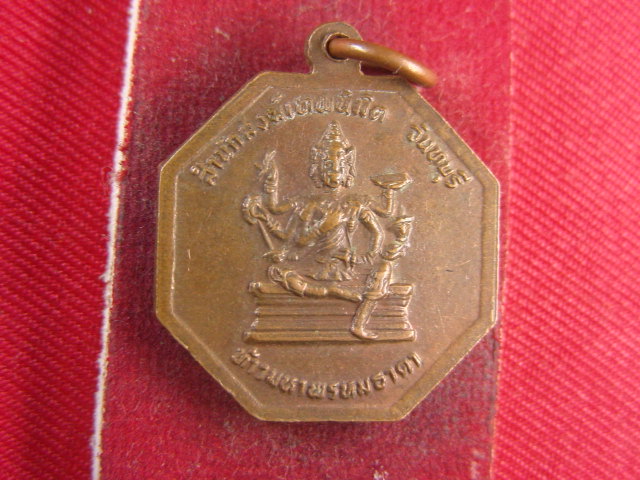 สำนักสงฆ์เทพนิมิต จันทบุรี
ท้าวมหาพรหมธาดา